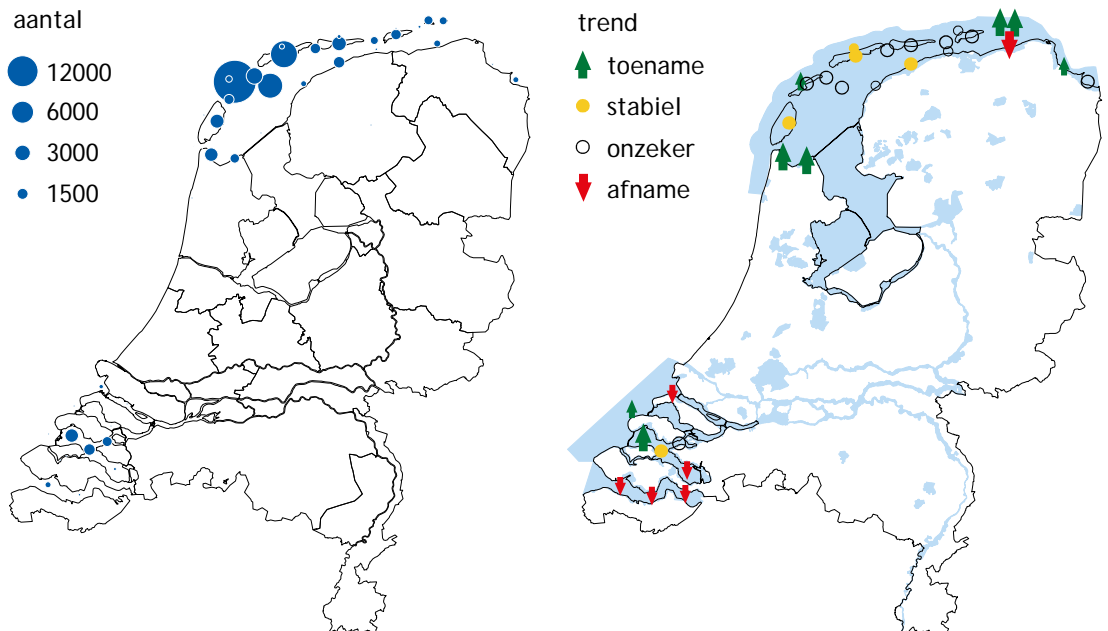 aantal
12000
6000
3000
1500
trend
toename
stabiel
onzeker
afname